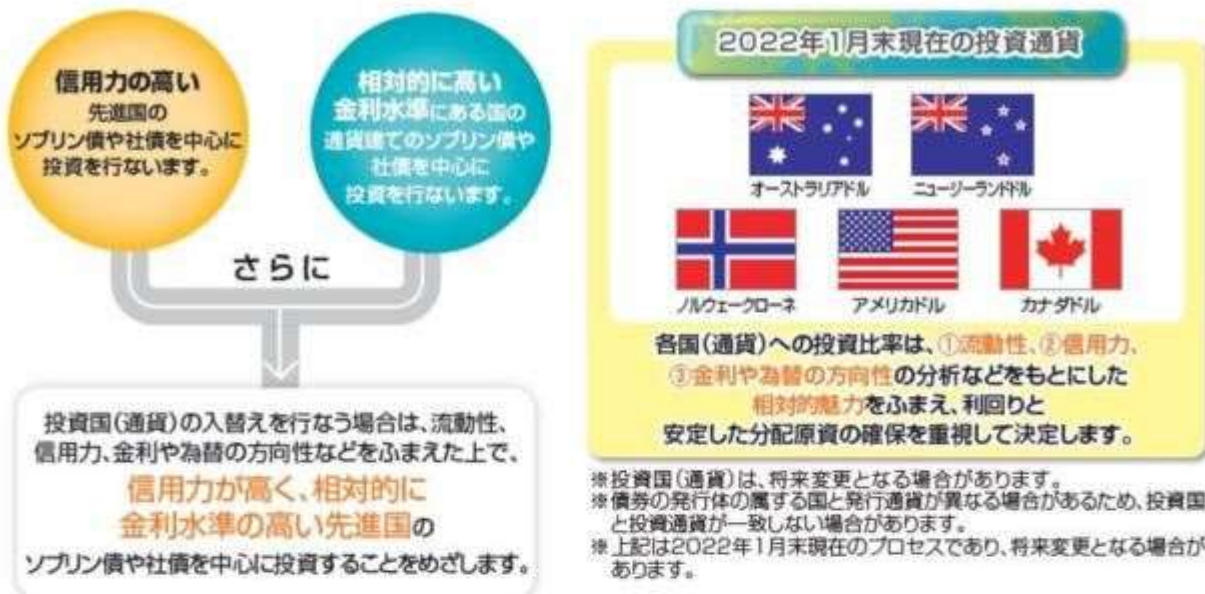 信用力の高い
先進国の
ソブリン債や社債を中心に
投資を行ないます。
相対的に高い
金利水準にある国の
通貨建てのソブリン債や
社債を中心に
投資を行ないます。
さらに
投資国(通貨)の入替えを行なう場合は、流動性、
信用力、金利や為替の方向性などをふまえた上で、
信用力が高く、相対的に
金利水準の高い先進国の
ソブリン債や社債を中心に投資することをめざします。
2022年1月末現在の投資通貨
オーストラリアドル
ニュージーランドドル
ノルウェークローネ
アメリカドル
カナダドル
各国(通貨)への投資比率は、①流動性、②信用力、
③金利や為替の方向性の分析などをもとにした
相対的魅力をふまえ、利回りと
安定した分配原資の確保を重視して決定します。
※投資国(通貨)は、将来変更となる場合があります。
※債券の発行体の属する国と発行通貨が異なる場合があるため、投資国
と投資通貨が一致しない場合があります。
※上記は2022年1月末現在のプロセスであり、将来変更となる場合が
あります。